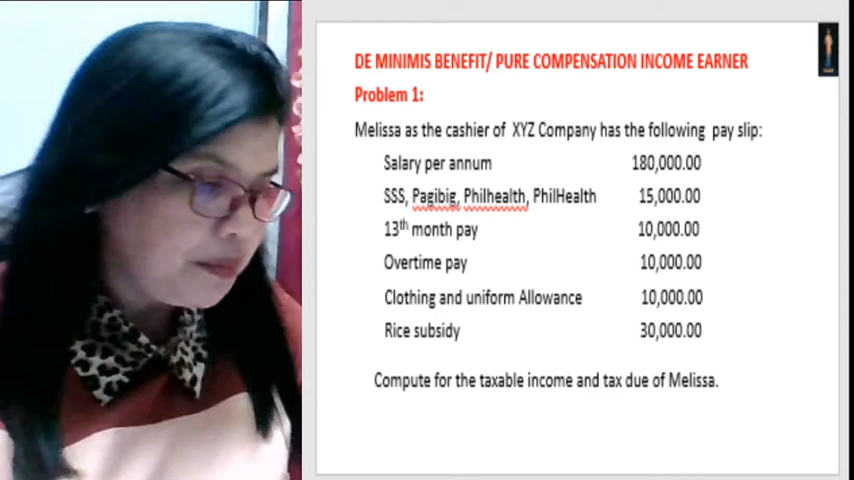 DE MINIMIS BENEFIT/ PURE COMPENSATION INCOME EARNER
Problem 1:
Melissa as the cashier of XYZ Company has the following pay slip:
Salary per annum 180,000.00
SSS, Pagibig, Philhealth, PhilHealth 15,000.00
13th month pay 10,000.00
Overtime pay 10,000.00
Clothing and uniform Allowance 10,000.00
Rice subsidy 30,000.00
Compute for the taxable income and tax due of Melissa.